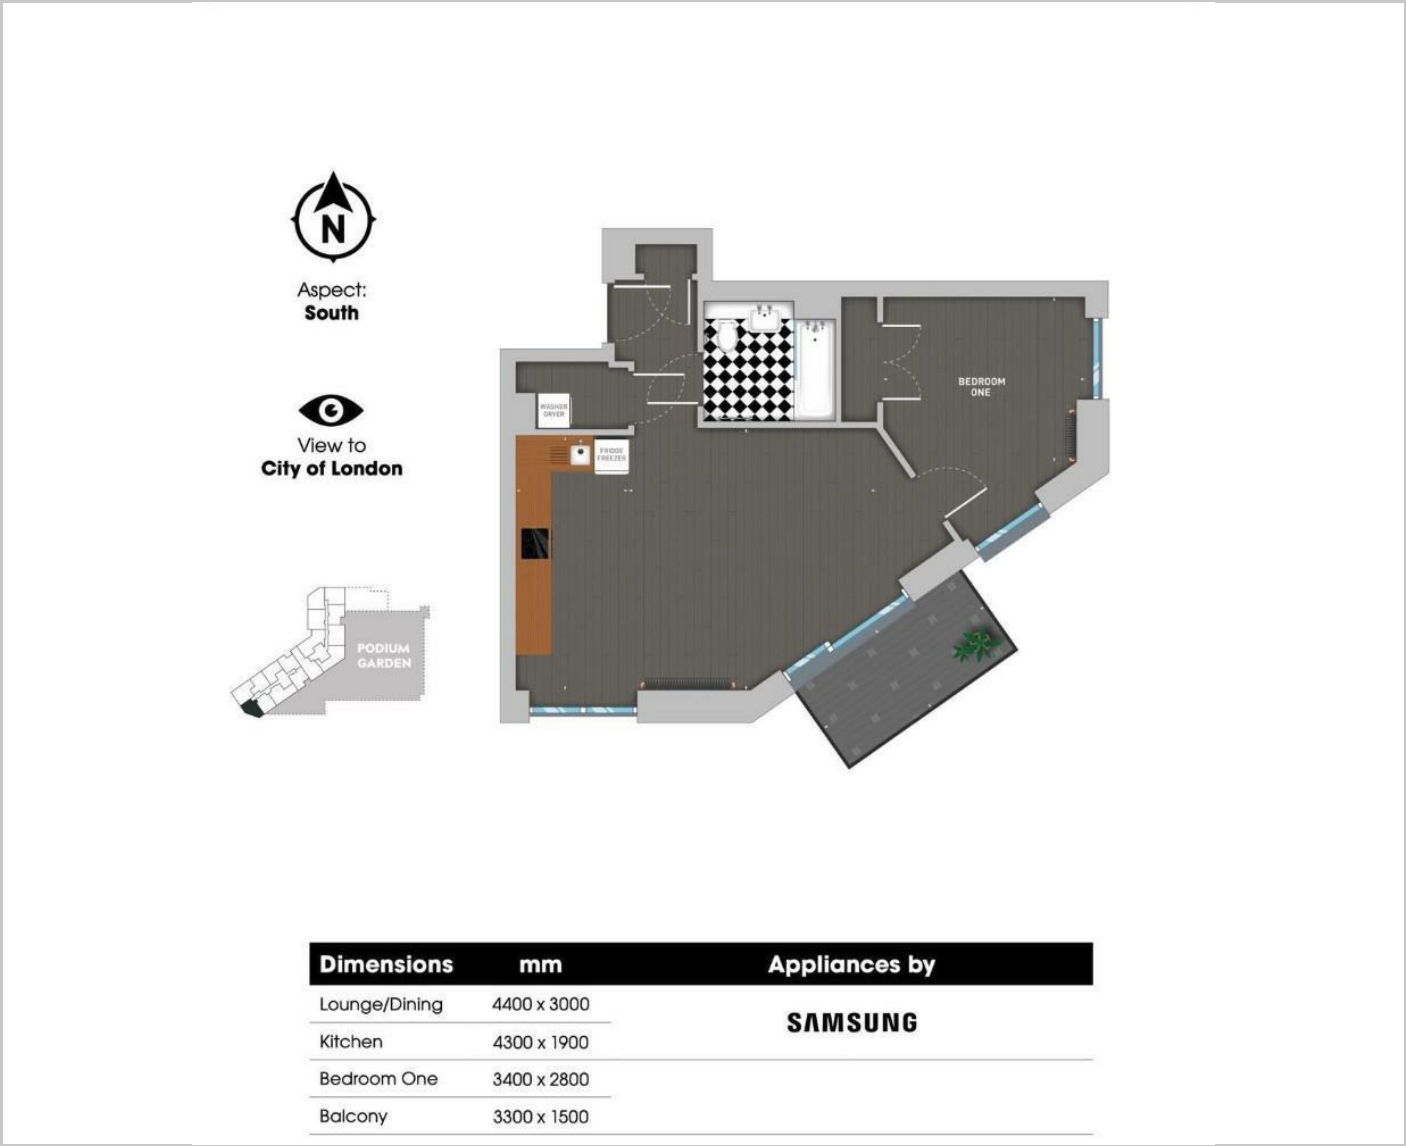 N
Aspect:
South
View to
City of London
PODIUM
GARDEN
WASHER
DRYER
FRIDGE
FREEZER
BEDROOM
ONE
Dimensions mm Appliances by
Lounge/Dining 4400 x 3000
SAMSUNG
Kitchen 4300 x 1900
Bedroom One 3400 x 2800
Balcony 3300 x 1500